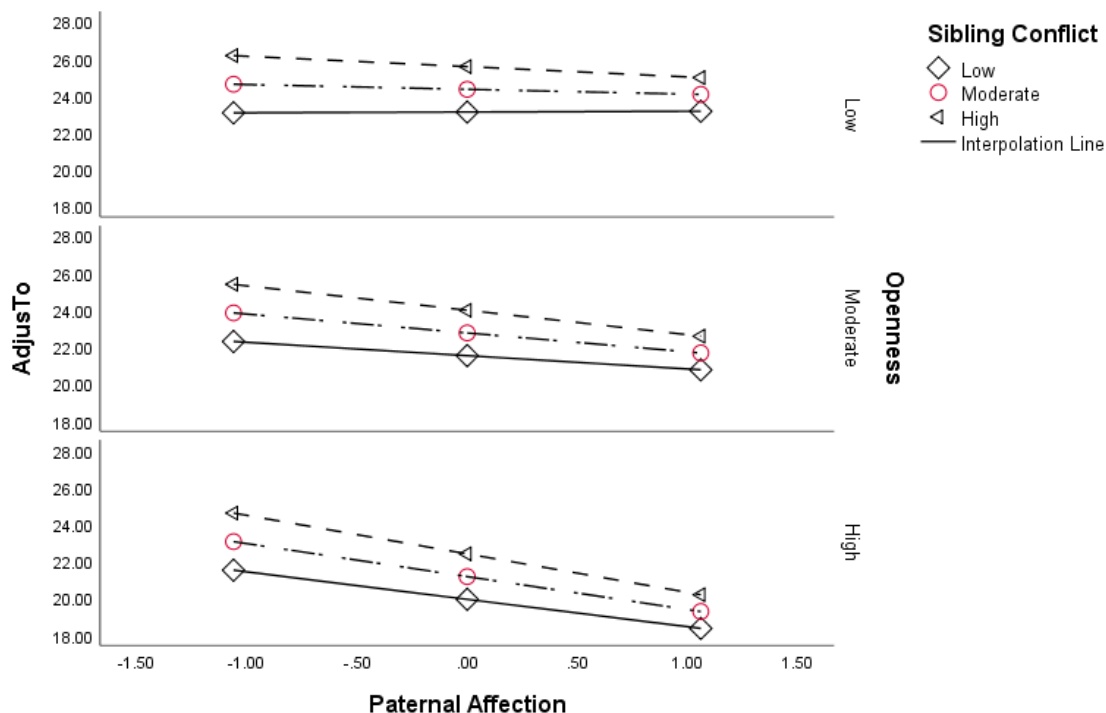 Sibling Conflict
Low
Moderate
High
Interpolation Line
28.00
26.00
24.00
22.00
20.00
18.00
Low
28.00
26.00
24.00
22.00
20.00
18.00
Moderate
28.00
26.00
24.00
22.00
20.00
18.00
High
AdjusTo
Openness
-1.50 -1.00 -.50 .00 .50 1.00 1.50
Paternal Affection